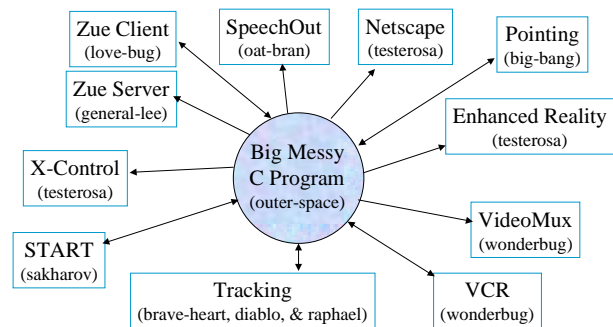 Zue Client
(love-bug)
SpeechOut
(oat-bran)
Netscape
(testerosa)
Pointing
(big-bang)
Zue Server
(general-lee)
Enhanced Reality
(testerosa)
X-Control
(testerosa)
Big Messy
C Program
(outer-space)
START
(sakharov)
VideoMux
(wonderbug)
Tracking
(brave-heart, diablo, & raphael)
VCR
(wonderbug)